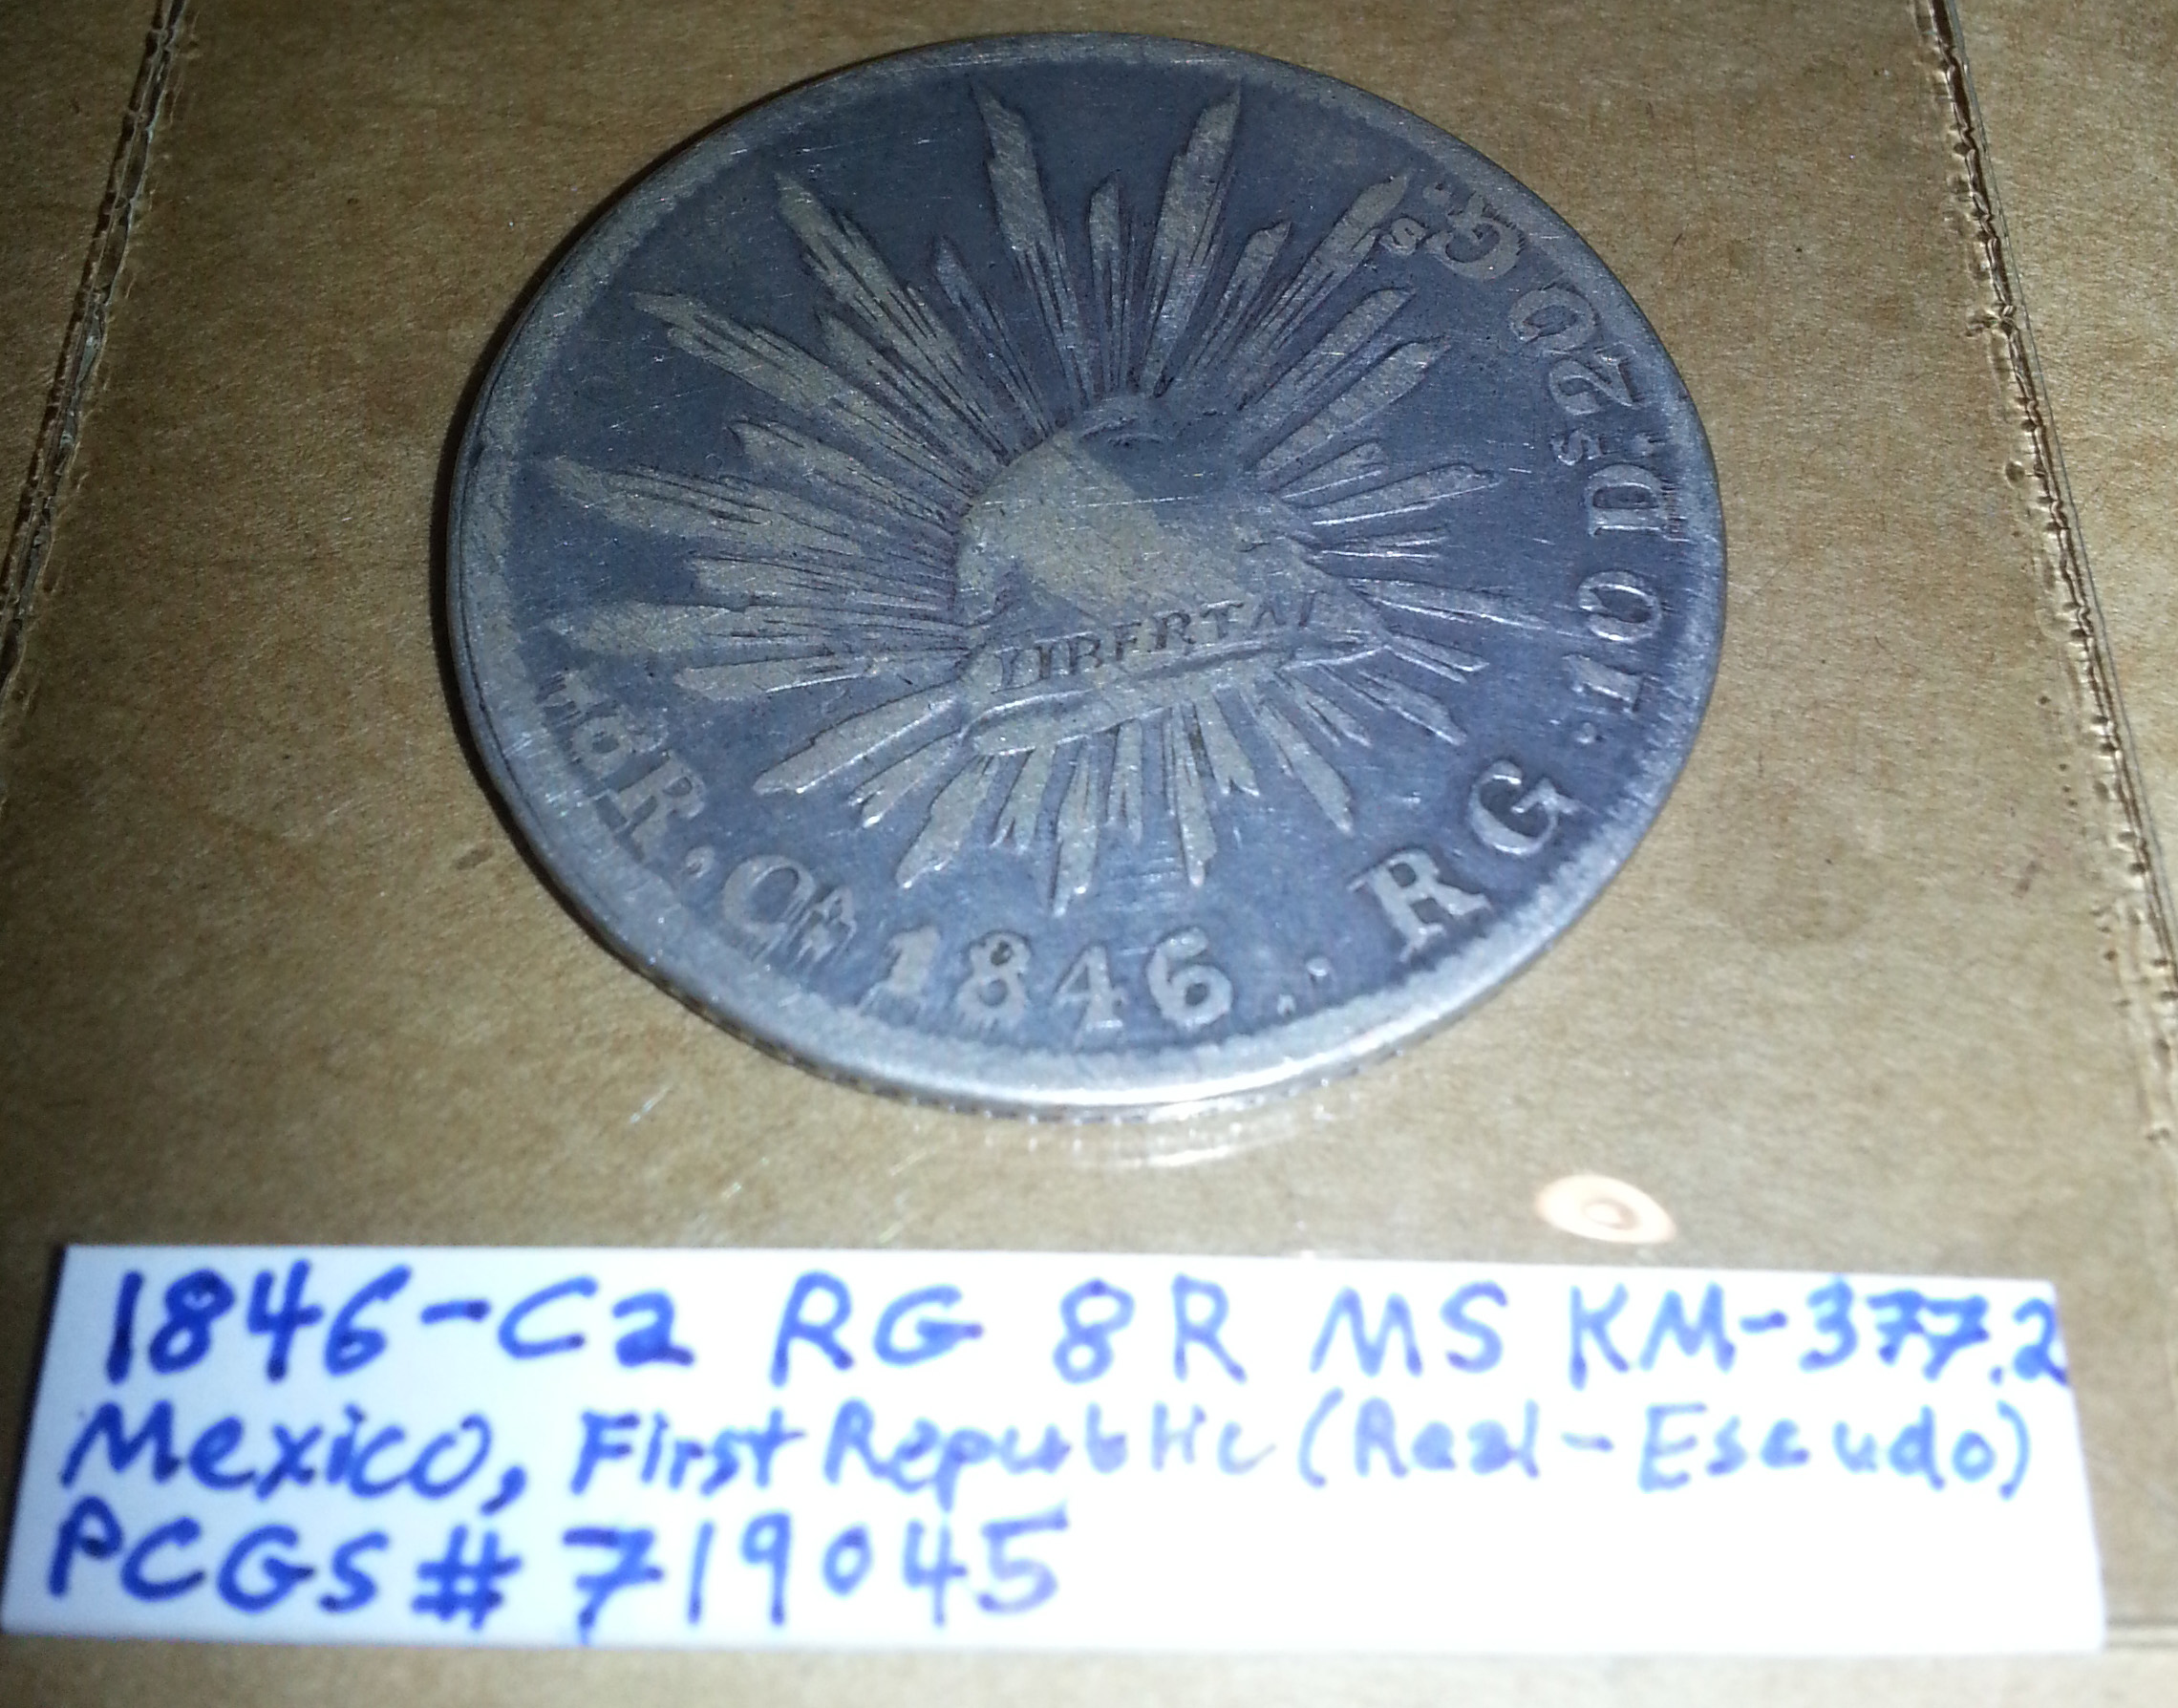 LIBERTAD
8R. Cᴬ 1846. RG. 10 Ds 20 Gs.
1846-Ca RG 8R MS KM-377.2
Mexico, First Republic (Real-Escudo)
PCGS # 719045